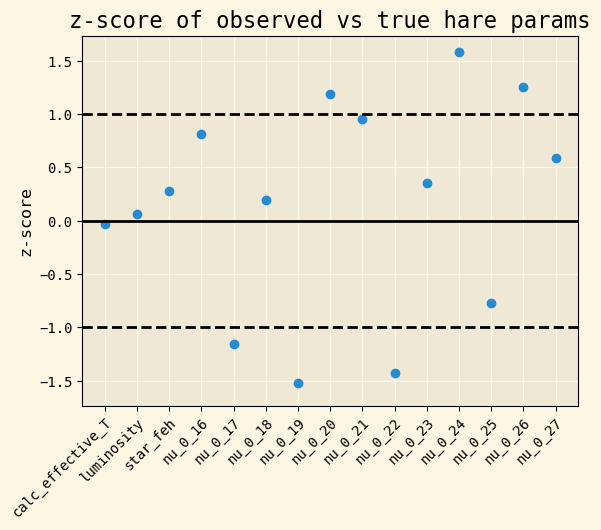 z-score of observed vs true hare params
z-score
1.5
1.0
0.5
0.0
−0.5
−1.0
−1.5
calc_effective_T
luminosity
star_feh
nu_0_16
nu_0_17
nu_0_18
nu_0_19
nu_0_20
nu_0_21
nu_0_22
nu_0_23
nu_0_24
nu_0_25
nu_0_26
nu_0_27